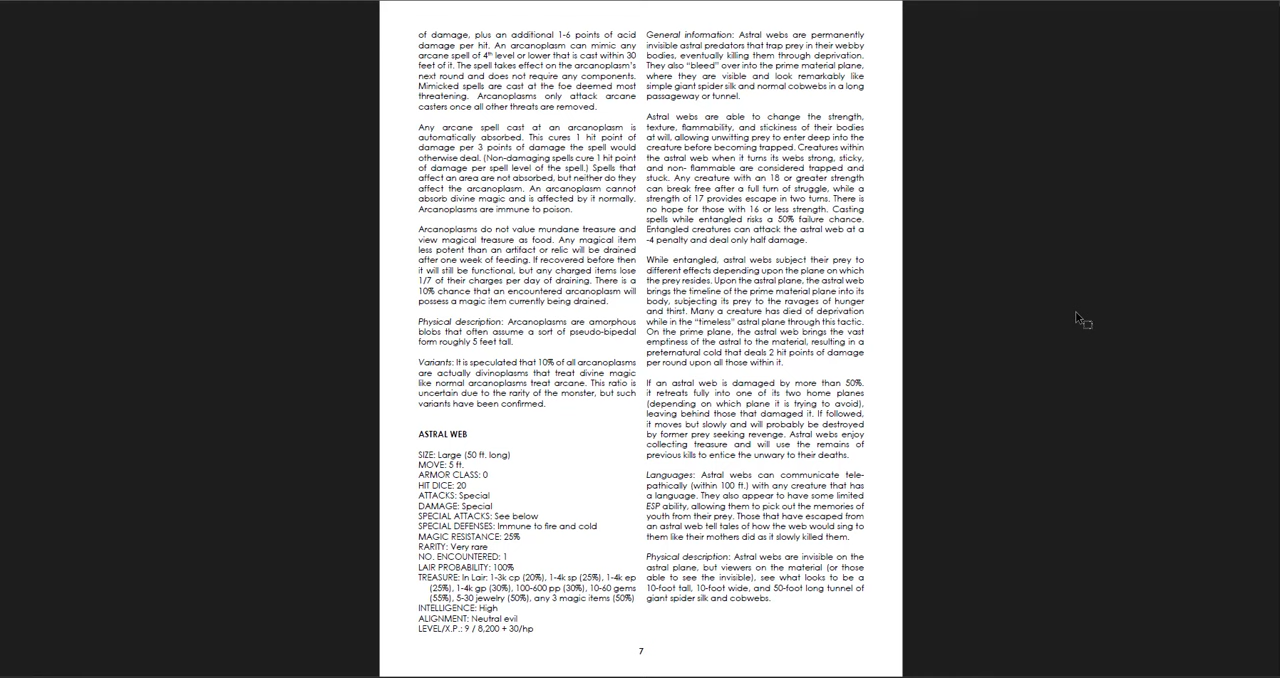 of damage, plus an additional 1-6 points of acid
damage per hit. An arcanoplasm can mimic any
arcane spell of 4th level or lower that is cast within 30
feet of it. The spell takes effect on the arcanoplasm's
next round and does not require any components.
Mimicked spells are cast at the foe deemed most
threatening. Arcanoplasms only attack arcane
casters once all other threats are removed.
Any arcane spell cast at an arcanoplasm is
automatically absorbed. This cures 1 hit point of
damage per 3 points of damage the spell would
otherwise deal. (Non-damaging spells cure 1 hit point
of damage per spell level of the spell.) Spells that
affect an area are not absorbed, but neither do they
affect the arcanoplasm. An arcanoplasm cannot
absorb divine magic and is affected by it normally.
Arcanoplasms are immune to poison.
Arcanoplasms do not value mundane treasure and
view magical treasure as food. Any magical item
less potent than an artifact or relic will be drained
after one week of feeding. If recovered before then
it will still be functional, but any charged items lose
1/7 of their charges per day of draining. There is a
10% chance that an encountered arcanoplasm will
possess a magic item currently being drained.
Physical description: Arcanoplasms are amorphous
blobs that often assume a sort of pseudo-bipedal
form roughly 5 feet tall.
Variants: It is speculated that 10% of all arcanoplasms
are actually divinoplasms that treat divine magic
like normal arcanoplasms treat arcane. This ratio is
uncertain due to the rarity of the monster, but such
variants have been confirmed.
ASTRAL WEB
SIZE: Large (50 ft. long)
MOVE: 5 ft.
ARMOR CLASS: 0
HIT DICE: 20
ATTACKS: Special
DAMAGE: Special
SPECIAL ATTACKS: See below
SPECIAL DEFENSES: Immune to fire and cold
MAGIC RESISTANCE: 25%
RARITY: Very rare
NO. ENCOUNTERED: 1
LAIR PROBABILITY: 100%
TREASURE: In Lair: 1-3k cp (20%), 1-4k sp (25%), 1-4k ep
(25%), 1-4k gp (30%), 100-600 pp (30%), 10-60 gems
(55%), 5-30 jewelry (50%), any 3 magic items (50%)
INTELLIGENCE: High
ALIGNMENT: Neutral evil
LEVEL/X.P.: 9 / 8,200 + 30/hp
General information: Astral webs are permanently
invisible astral predators that trap prey in their webby
bodies, eventually killing them through deprivation.
They also "bleed" over into the prime material plane,
where they are visible and look remarkably like
simple giant spider silk and normal cobwebs in a long
passageway or tunnel.
Astral webs are able to change the strength,
texture, flammability, and stickiness of their bodies
at will, allowing unwitting prey to enter deep into the
creature before becoming trapped. Creatures within
the astral web when it turns its webs strong, sticky,
and non- flammable are considered trapped and
stuck. Any creature with an 18 or greater strength
can break free after a full turn of struggle, while a
strength of 17 provides escape in two turns. There is
no hope for those with 16 or less strength. Casting
spells while entangled risks a 50% failure chance.
Entangled creatures can attack the astral web at a
-4 penalty and deal only half damage.
While entangled, astral webs subject their prey to
different effects depending upon the plane on which
the prey resides. Upon the astral plane, the astral web
brings the timeline of the prime material plane into its
body, subjecting its prey to the ravages of hunger
and thirst. Many a creature has died of deprivation
while in the "timeless" astral plane through this tactic.
On the prime plane, the astral web brings the vast
emptiness of the astral to the material, resulting in a
preternatural cold that deals 2 hit points of damage
per round upon all those within it.
If an astral web is damaged by more than 50%.
it retreats fully into one of its two home planes
(depending on which plane it is trying to avoid),
leaving behind those that damaged it. If followed,
it moves but slowly and will probably be destroyed
by former prey seeking revenge. Astral webs enjoy
collecting treasure and will use the remains of
previous kills to entice the unwary to their deaths.
Languages: Astral webs can communicate tele-
pathically (within 100 ft.) with any creature that has
a language. They also appear to have some limited
ESP ability, allowing them to pick out the memories of
youth from their prey. Those that have escaped from
an astral web tell tales of how the web would sing to
them like their mothers did as it slowly killed them.
Physical description: Astral webs are invisible on the
astral plane, but viewers on the material (or those
able to see the invisible), see what looks to be a
10-foot tall, 10-foot wide, and 50-foot long tunnel of
giant spider silk and cobwebs.
7